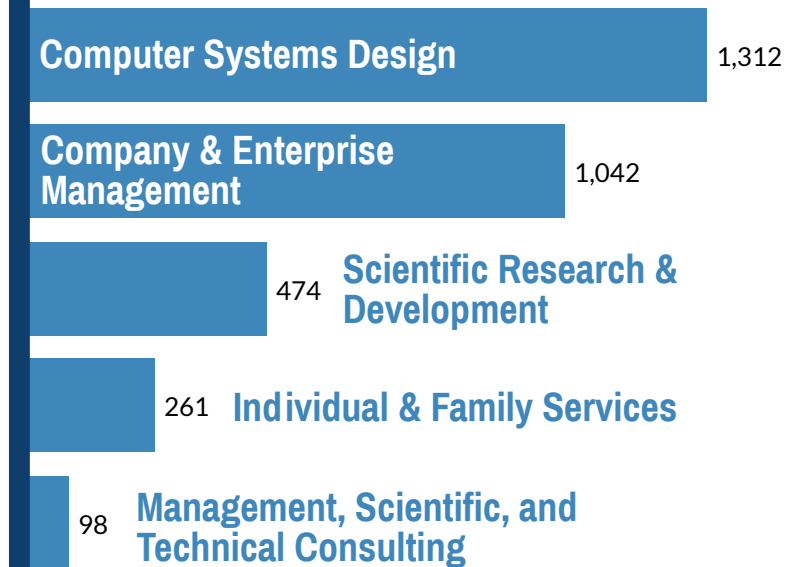 Computer Systems Design
1,312
Company & Enterprise
Management
1,042
474
Scientific Research &
Development
261
Individual & Family Services
98
Management, Scientific, and
Technical Consulting